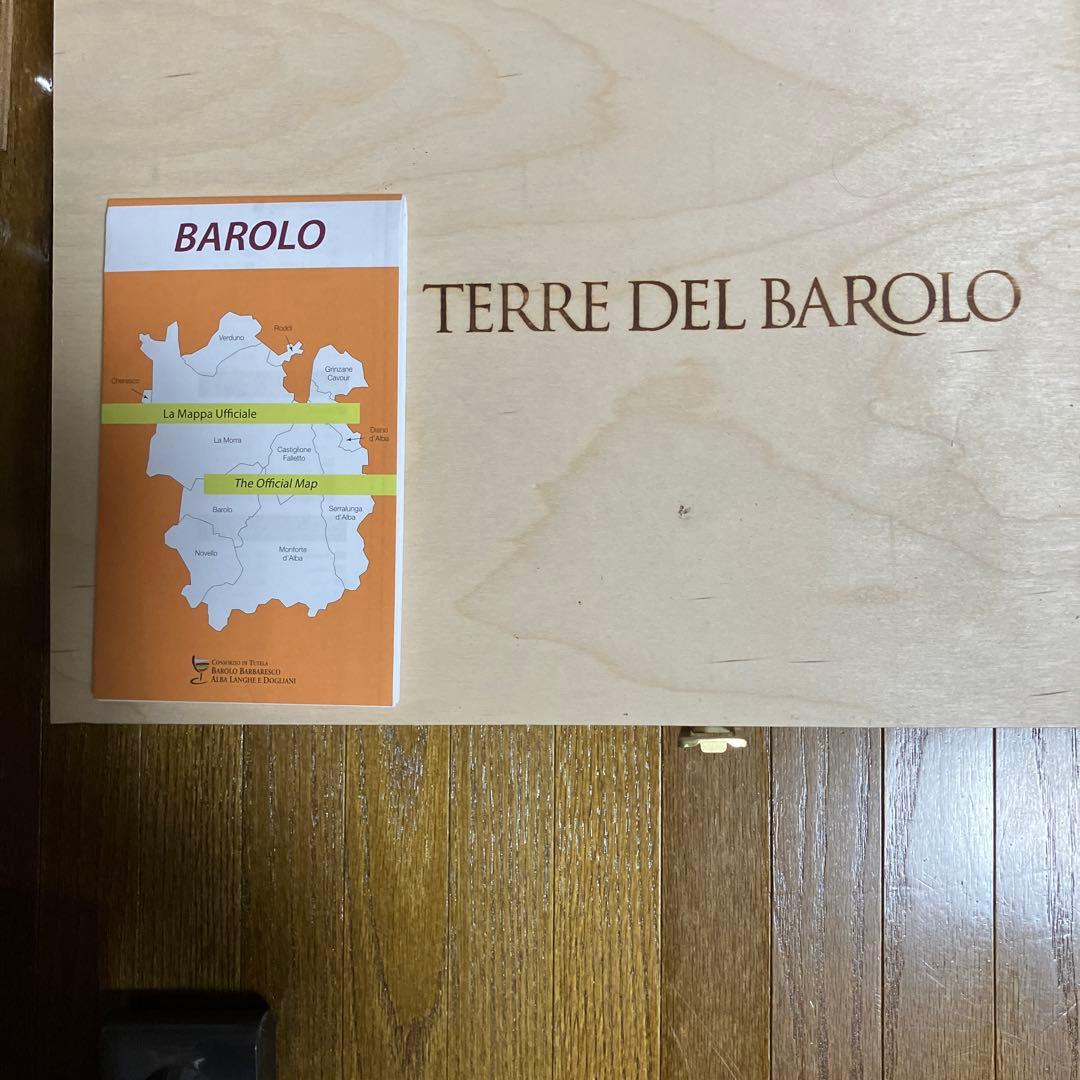 BAROLO
Verduno
Roddi
Grinzane
Cavour
Cherasco
La Mappa Ufficiale
La Morra
Diano
d'Alba
Castiglione
Falletto
The Official Map
Barolo
Serralunga
d'Alba
Novello
Monforte
d'Alba
CONSORZIO DI TUTELA
BAROLO BARBARESCO
ALBA LANGHE E DOGLIANI
TERRE DEL BAROLO